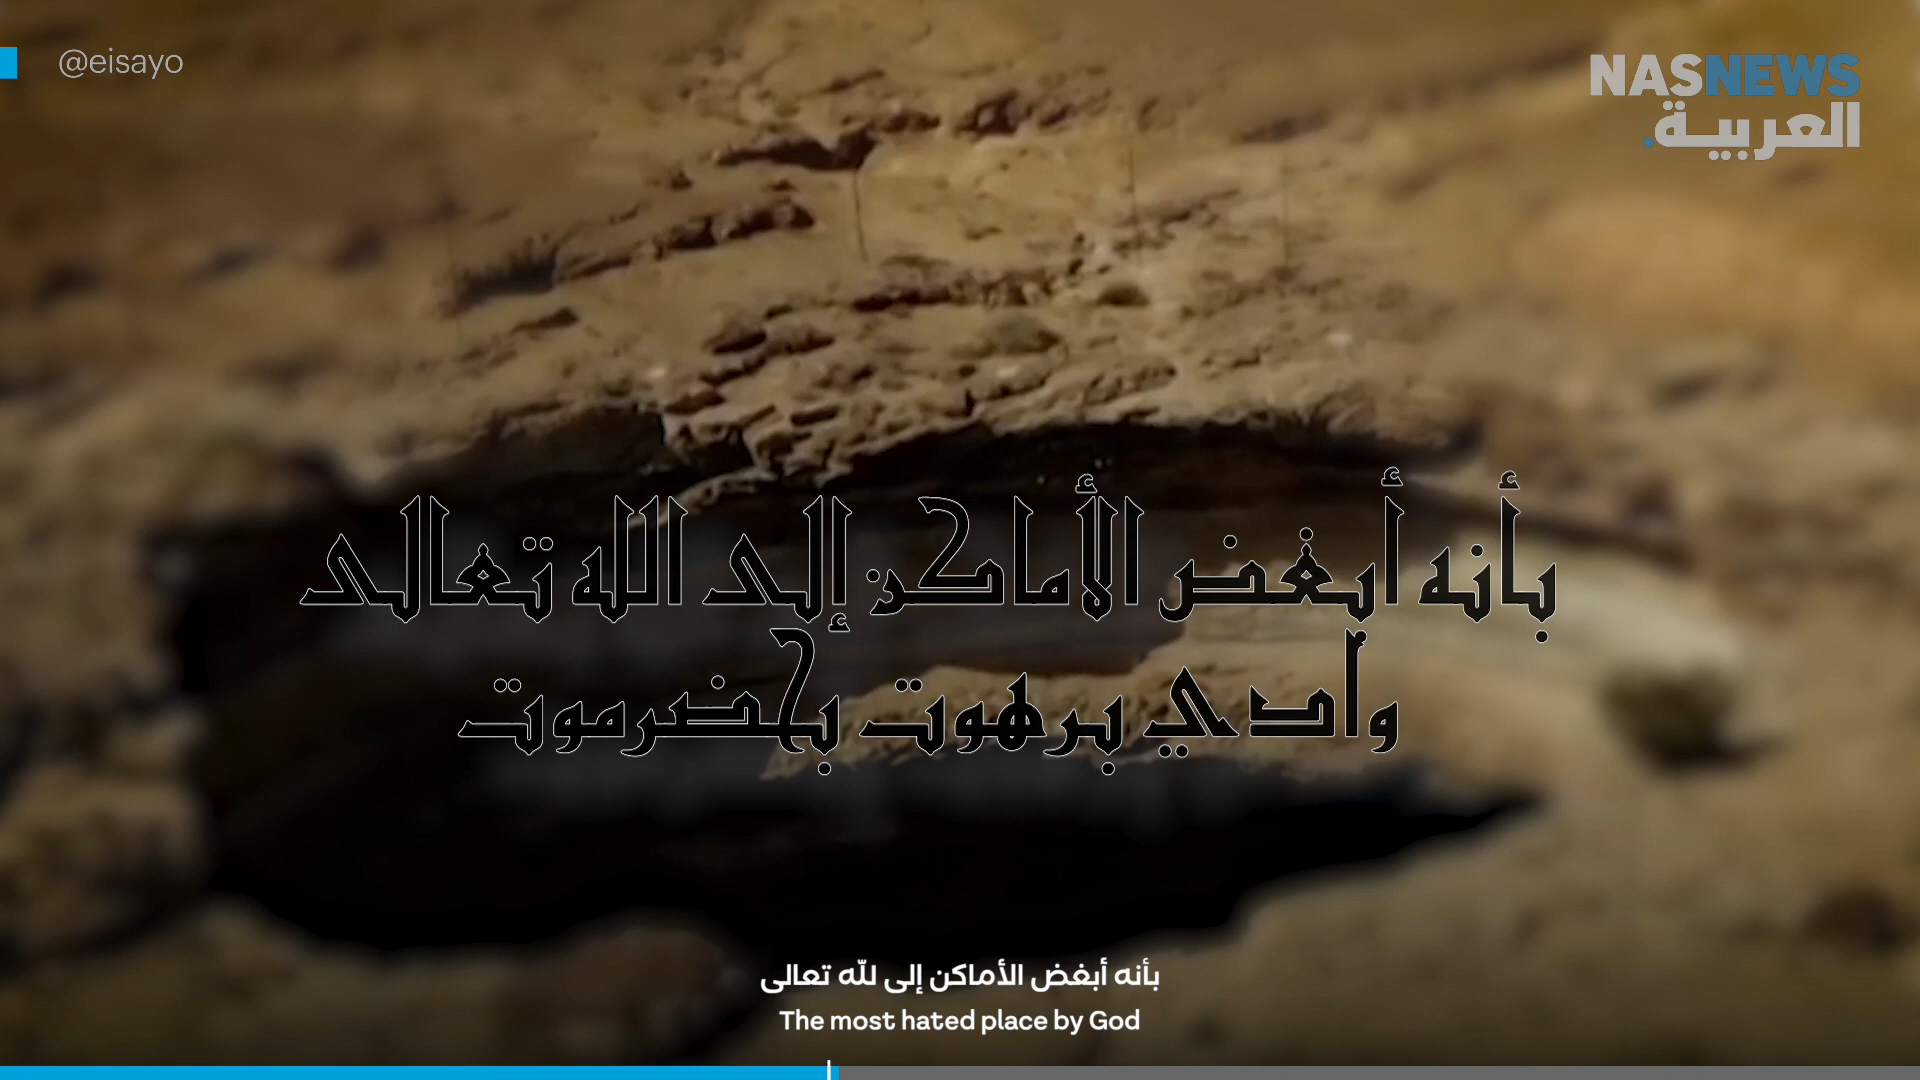 @eisayo
NASNEWS
العربية.
بأنه أبغض الأماكن إلى الله تعالى
وادي برهوت بحضرموت
بأنه أبغض الأماكن إلى لله تعالى
The most hated place by God